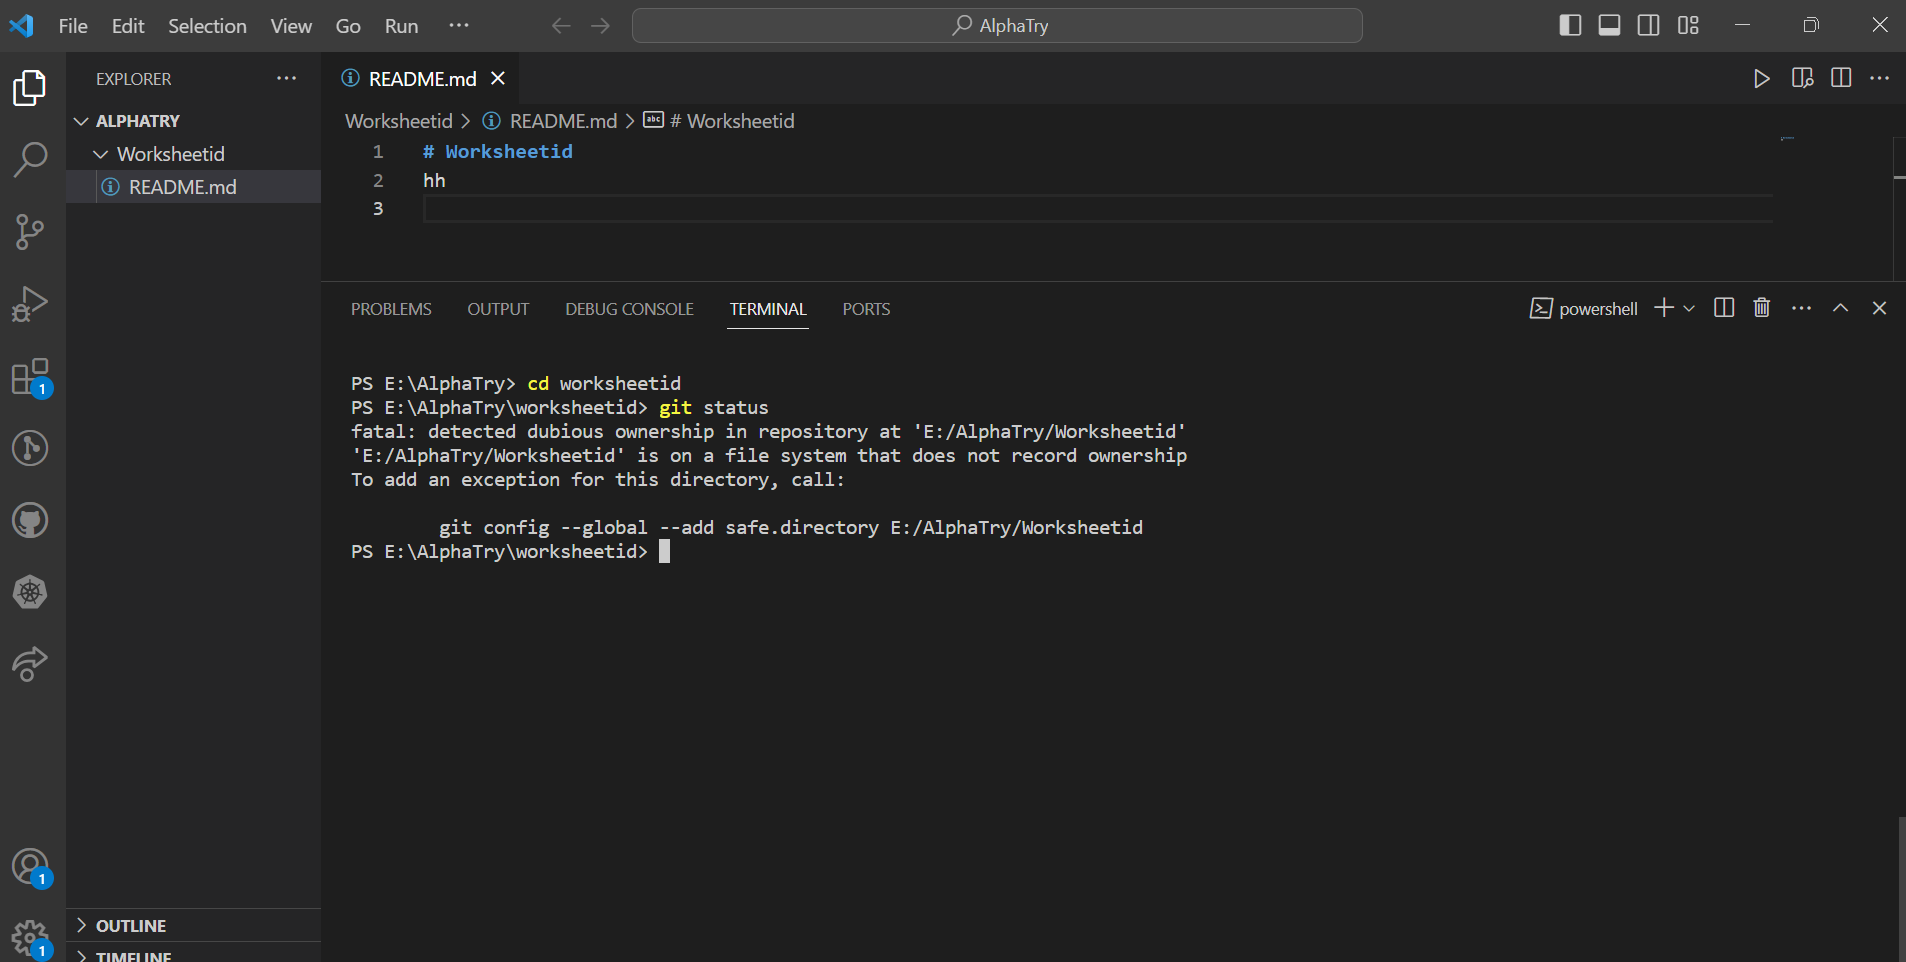 File Edit Selection View Go Run ···
AlphaTry
EXPLORER
ALPHATRY
Worksheetid
README.md
OUTLINE
TIMELINE
1
1
1
README.md
Worksheetid > README.md > abc # Worksheetid
1 # Worksheetid
2 hh
3
PROBLEMS OUTPUT DEBUG CONSOLE TERMINAL PORTS
powershell
PS E:\AlphaTry> cd worksheetid
PS E:\AlphaTry\worksheetid> git status
fatal: detected dubious ownership in repository at 'E:/AlphaTry/Worksheetid'
'E:/AlphaTry/Worksheetid' is on a file system that does not record ownership
To add an exception for this directory, call:
git config --global --add safe.directory E:/AlphaTry/Worksheetid
PS E:\AlphaTry\worksheetid>